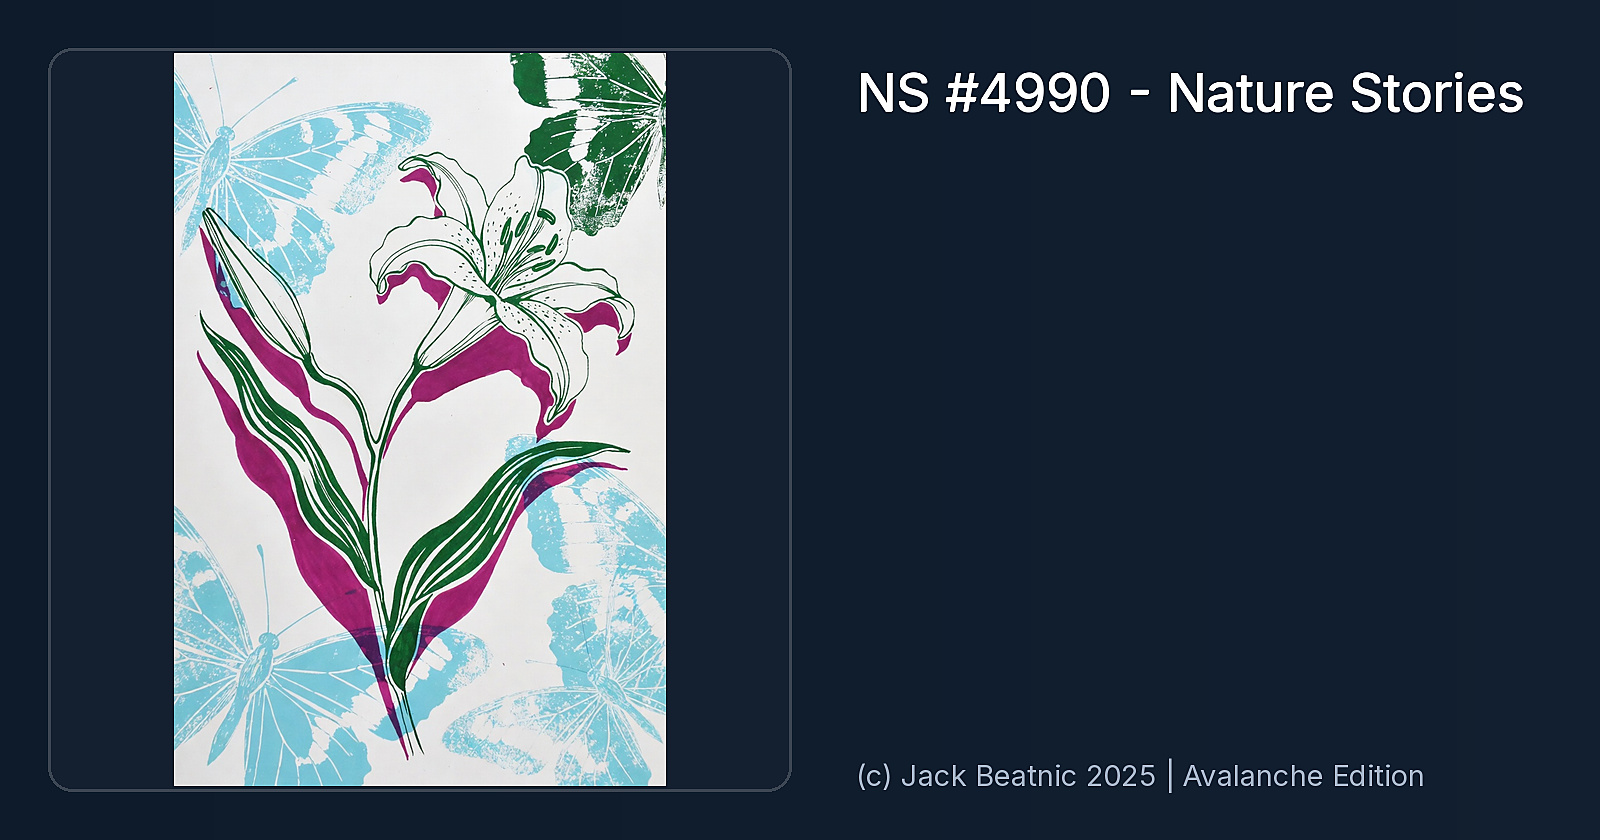 NS #4990 - Nature Stories
(c) Jack Beatnic 2025 | Avalanche Edition